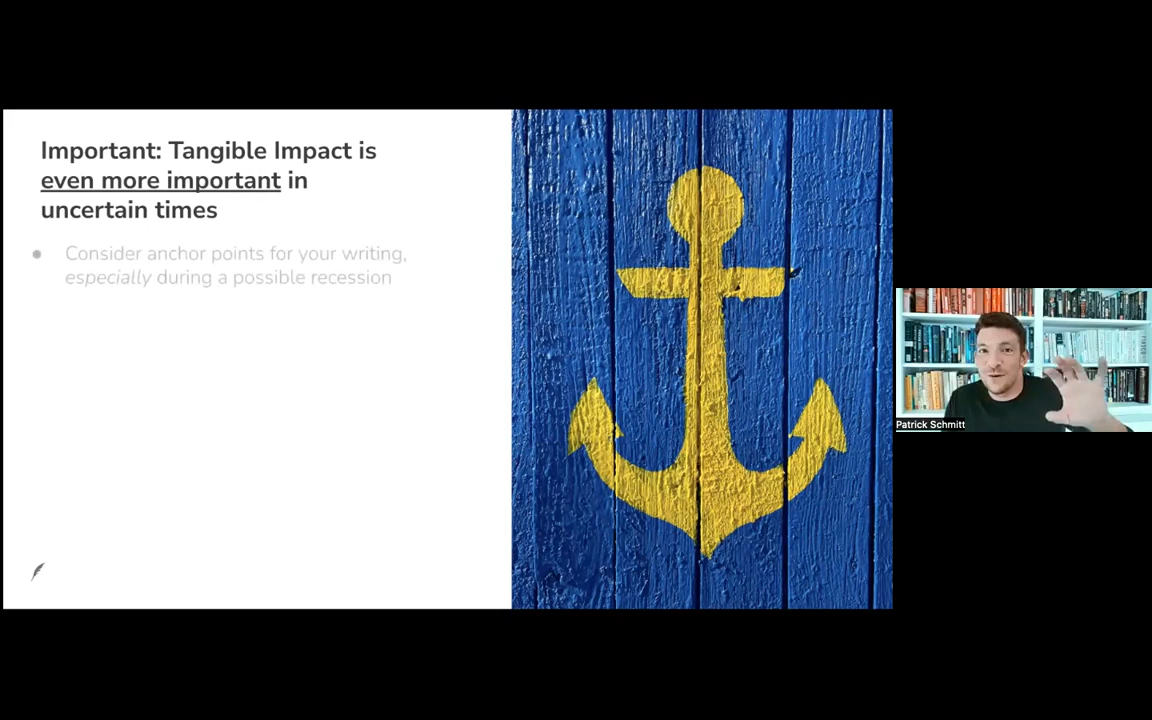 Important: Tangible Impact is
even more important in
uncertain times
Consider anchor points for your writing,
especially during a possible recession
Patrick Schmitt